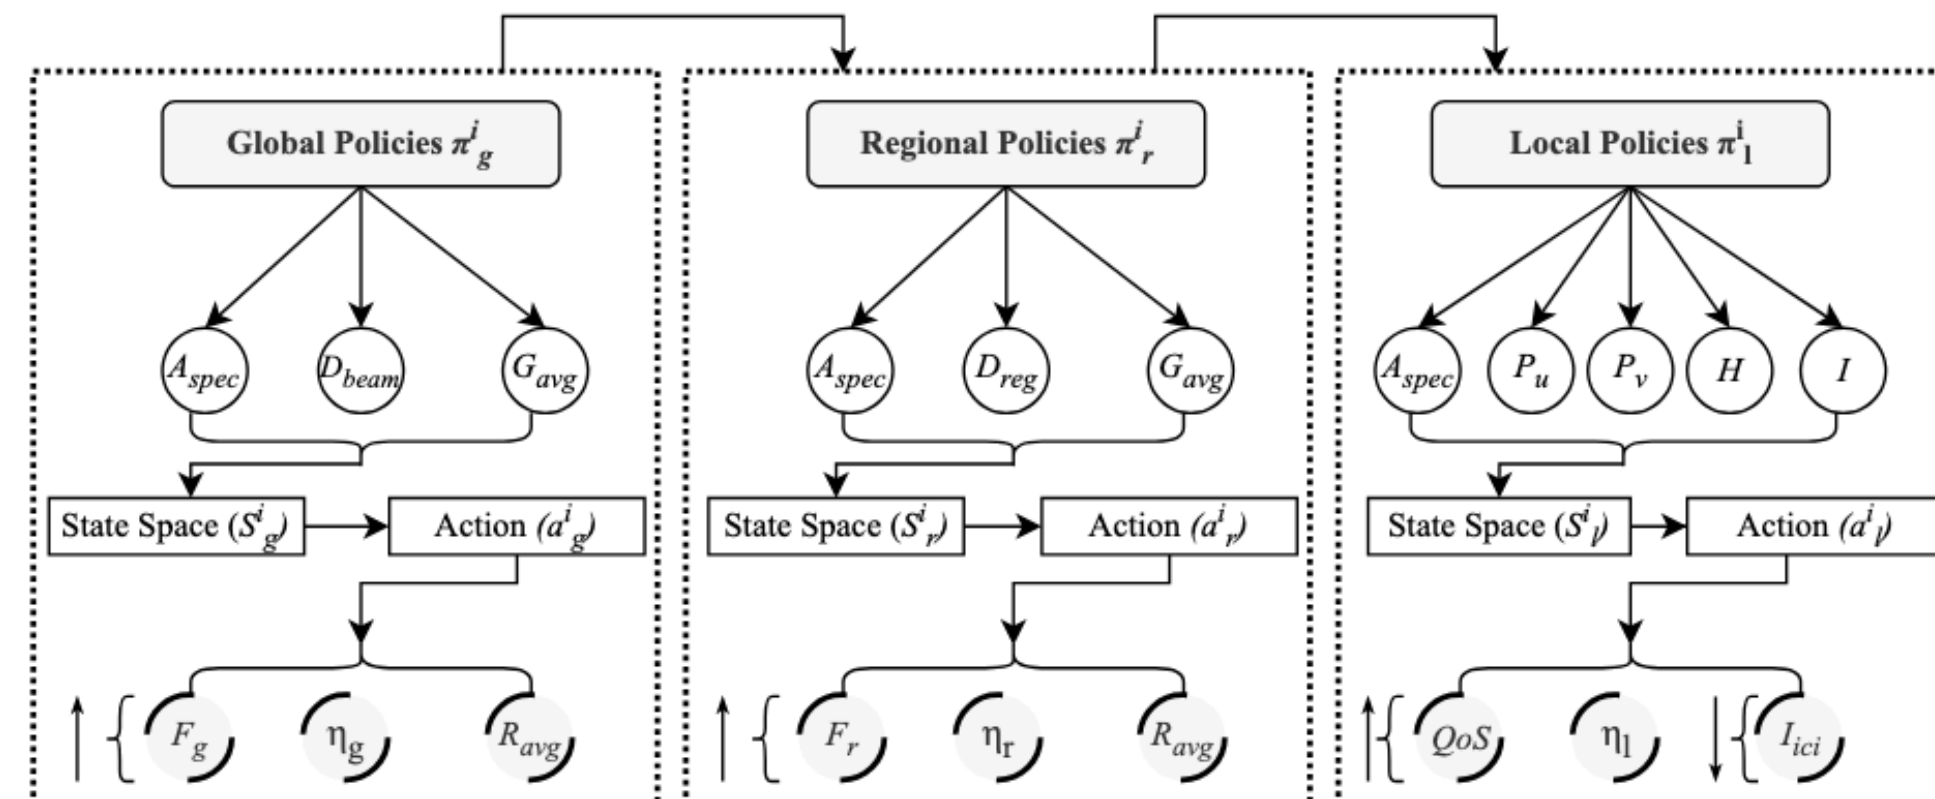 Global Policies π^i_g
Regional Policies π^i_r
Local Policies π^i_l
A_spec D_beam G_avg
A_spec D_reg G_avg
A_spec P_u P_v H I
State Space (S^i_g) Action (a^i_g)
State Space (S^i_r) Action (a^i_r)
State Space (S^i_l) Action (a^i_l)
F_g η_g R_avg
F_r η_r R_avg
QoS η_l I_ici